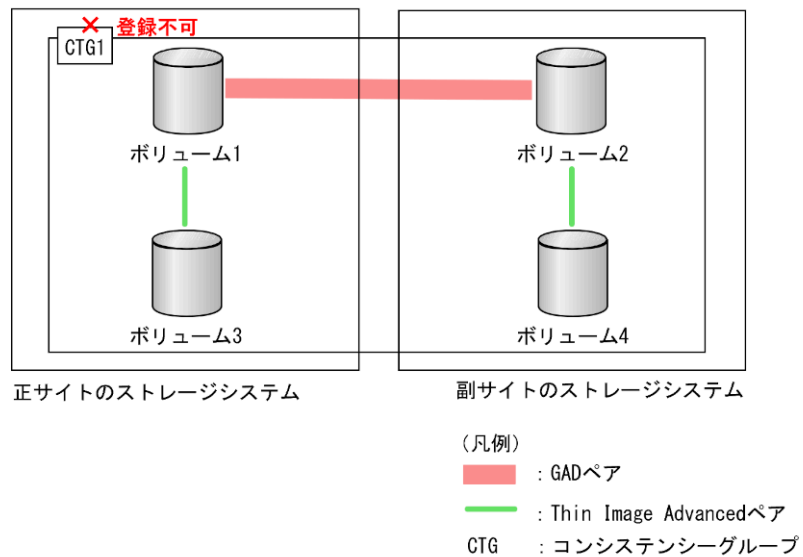 登録不可
CTG1
ボリューム1
ボリューム2
ボリューム3
ボリューム4
正サイトのストレージシステム
副サイトのストレージシステム
(凡例)
: GADペア
: Thin Image Advancedペア
CTG : コンシステンシーグループ